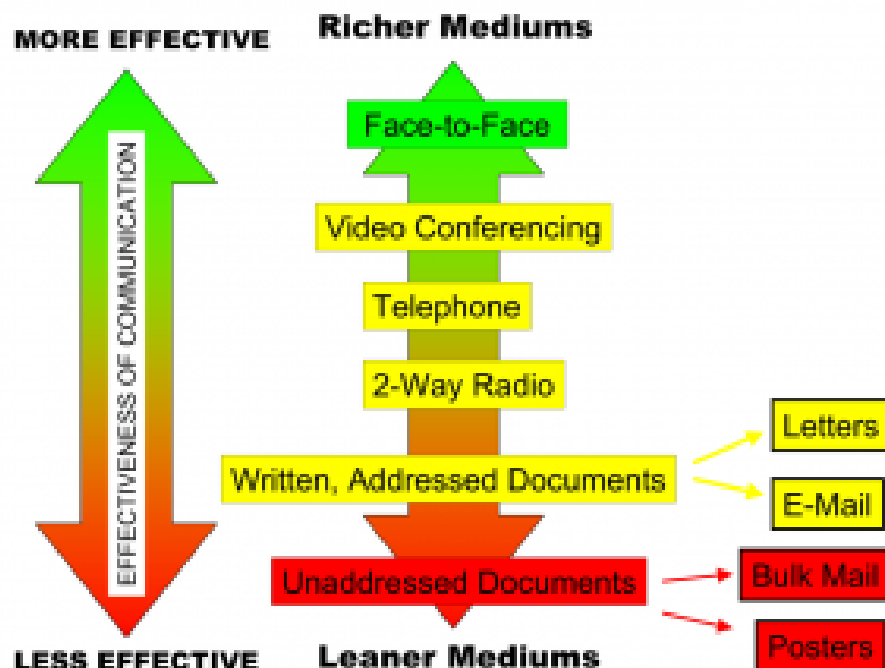 MORE EFFECTIVE
Richer Mediums
Face-to-Face
Video Conferencing
Telephone
2-Way Radio
EFFECTIVENESS OF COMMUNICATION
Letters
Written, Addressed Documents
E-Mail
Unaddressed Documents
Bulk Mail
Posters
LESS EFFECTIVE
Leaner Mediums